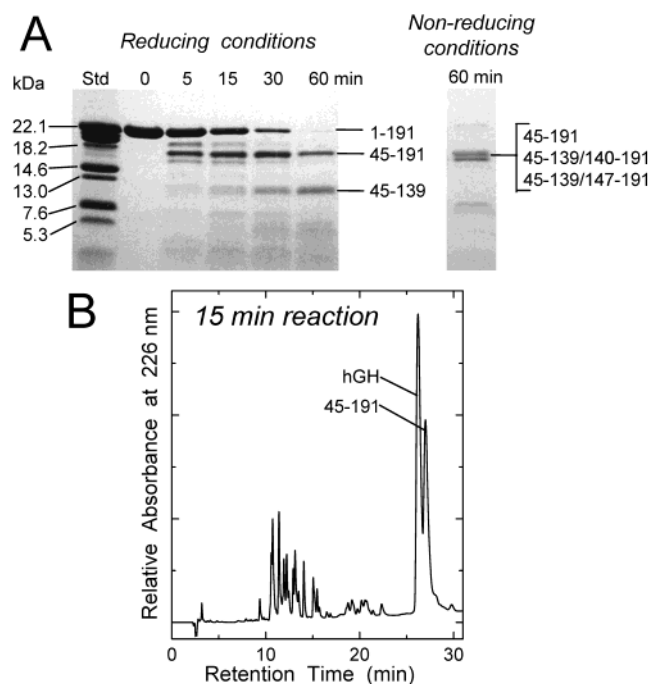 A
Reducing conditions
Non-reducing
conditions
kDa Std 0 5 15 30 60 min
60 min
22.1
18.2
14.6
13.0
7.6
5.3
1-191
45-191
45-139
45-191
45-139/140-191
45-139/147-191
B
15 min reaction
hGH
45-191
Relative Absorbance at 226 nm
0 10 20 30
Retention Time (min)